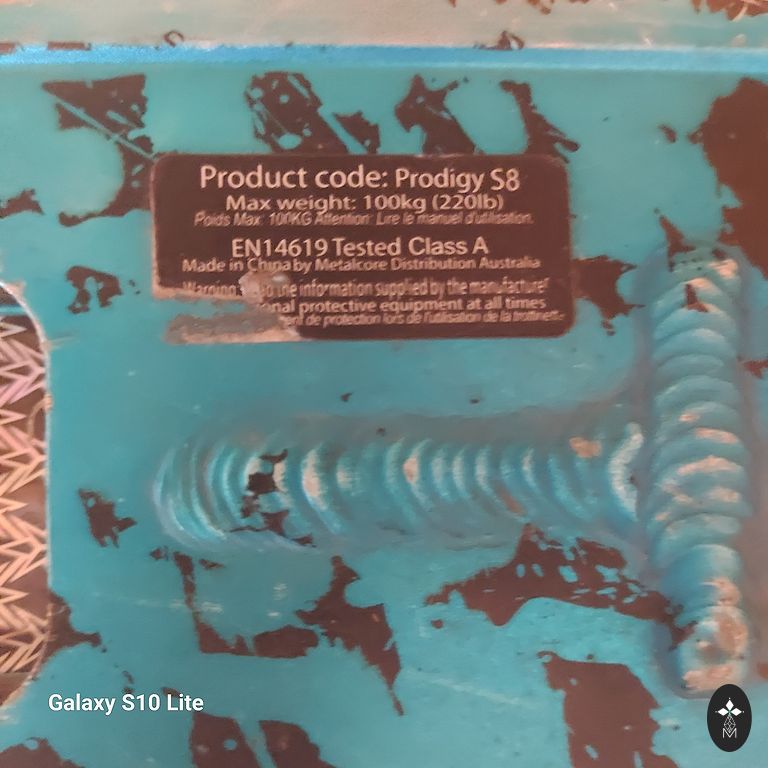 Product code: Prodigy S8
Max weight: 100kg (220lb)
Poids Max: 100KG Attention: Lire le manuel d'utilisation.
EN14619 Tested Class A
Made in China by Metalcore Distribution Australia
Warning the information supplied by the manufacturer
protective equipment at all times
de protection lors de l'utilisation de la trottinette
Galaxy S10 Lite
M